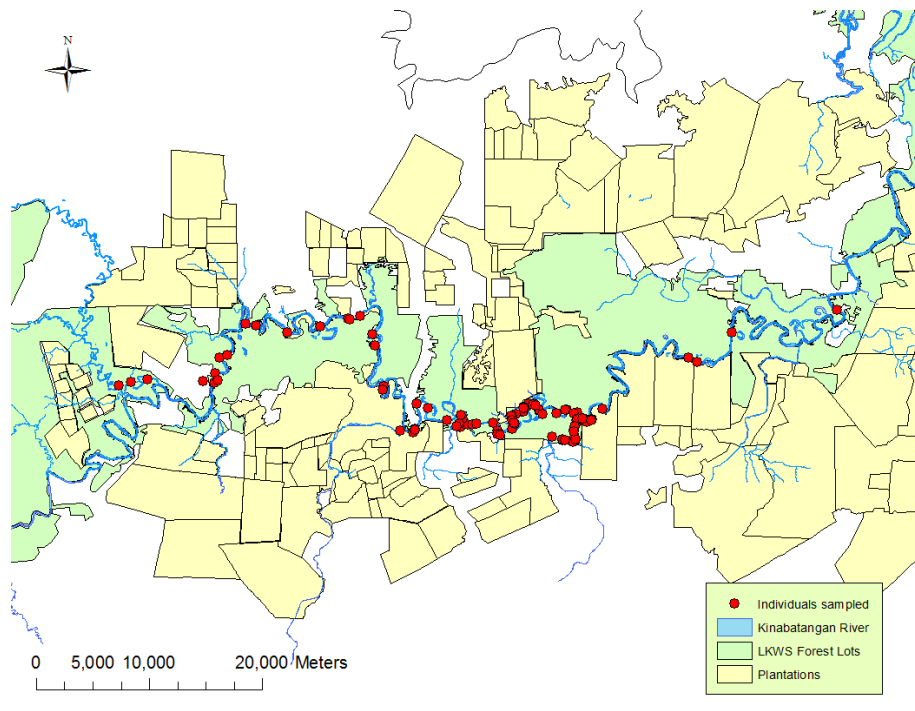 N
Individuals sampled
Kinabatangan River
LKWS Forest Lots
Plantations
0 5,000 10,000 20,000 Meters